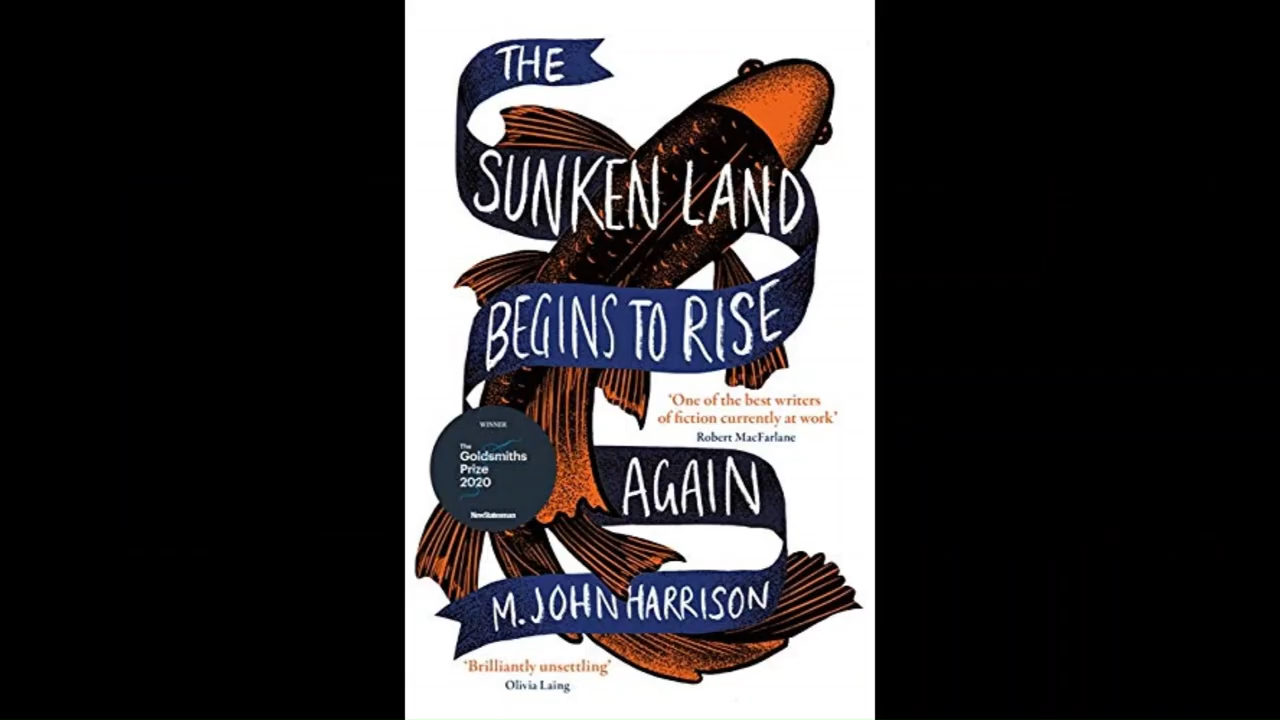 THE
SUNKEN LAND
BEGINS TO RISE
'One of the best writers
of fiction currently at work'
Robert MacFarlane
WINNER
The
Goldsmiths
Prize
2020
NewStatesman
AGAIN
M. JOHN HARRISON
'Brilliantly unsettling'
Olivia Laing